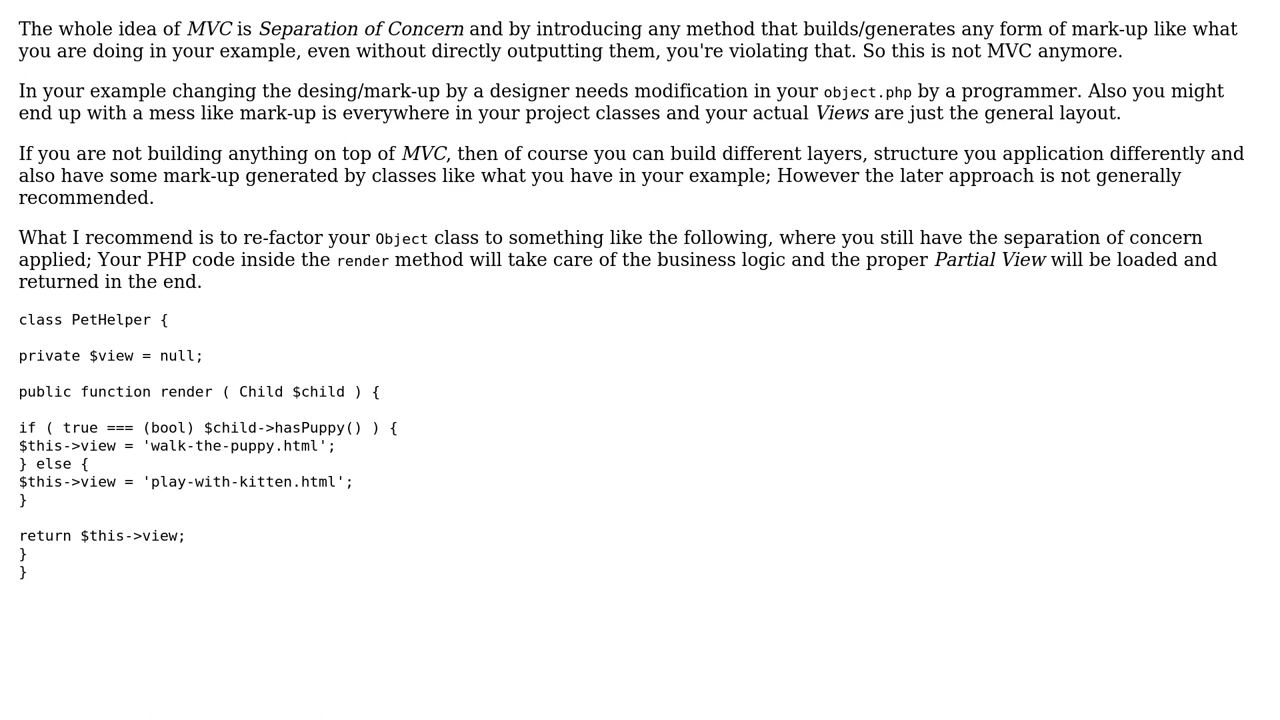 The whole idea of MVC is Separation of Concern and by introducing any method that builds/generates any form of mark-up like what
you are doing in your example, even without directly outputting them, you're violating that. So this is not MVC anymore.
In your example changing the desing/mark-up by a designer needs modification in your object.php by a programmer. Also you might
end up with a mess like mark-up is everywhere in your project classes and your actual Views are just the general layout.
If you are not building anything on top of MVC, then of course you can build different layers, structure you application differently and
also have some mark-up generated by classes like what you have in your example; However the later approach is not generally
recommended.
What I recommend is to re-factor your Object class to something like the following, where you still have the separation of concern
applied; Your PHP code inside the render method will take care of the business logic and the proper Partial View will be loaded and
returned in the end.
class PetHelper {
private $view = null;
public function render ( Child $child ) {
if ( true === (bool) $child->hasPuppy() ) {
$this->view = 'walk-the-puppy.html';
} else {
$this->view = 'play-with-kitten.html';
}
return $this->view;
}
}